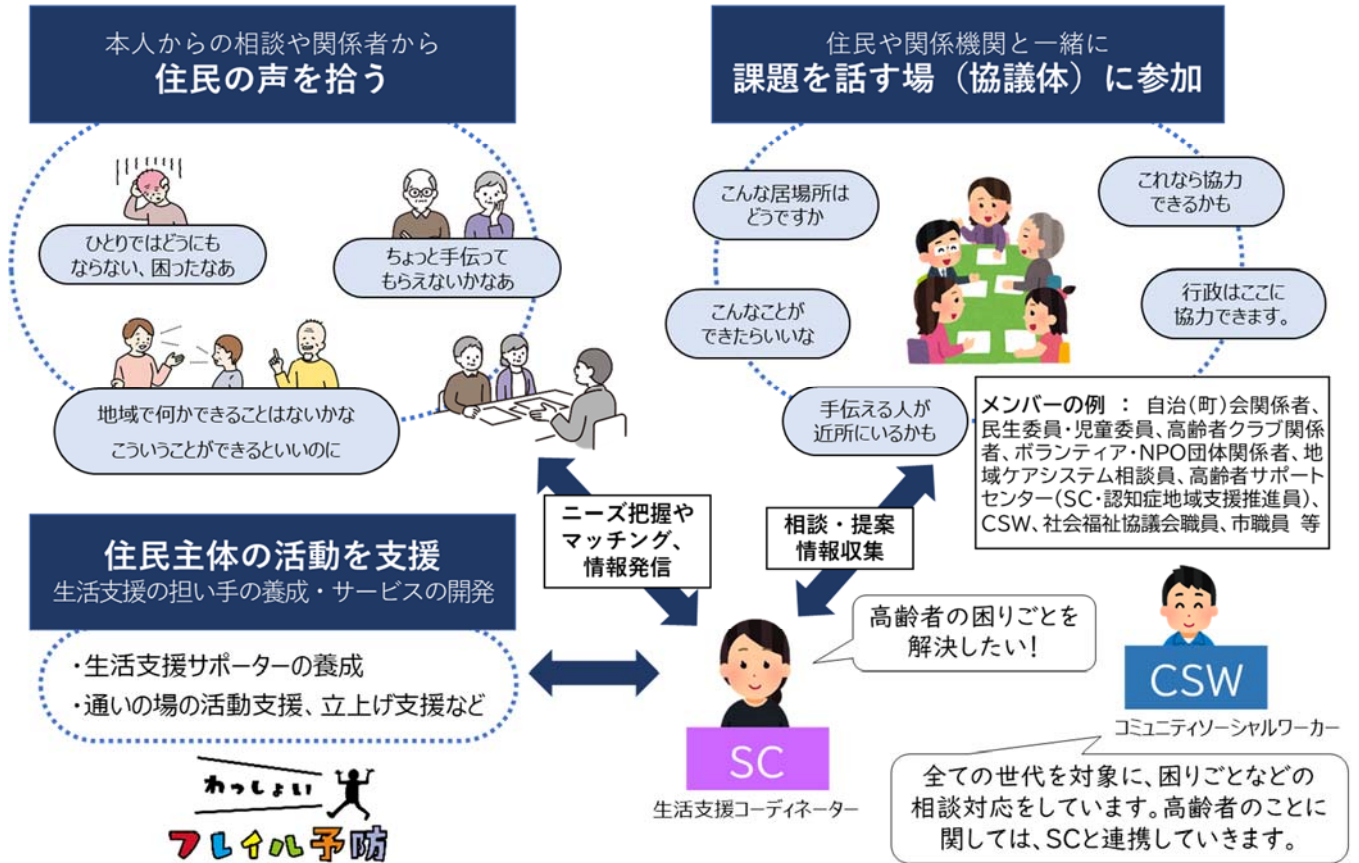 本人からの相談や関係者から
住民の声を拾う
ひとりではどうにも
ならない、困ったなあ
ちょっと手伝って
もらえないかなあ
地域で何かできることはないかな
こういうことができるといいのに
住民や関係機関と一緒に
課題を話す場（協議体）に参加
こんな居場所は
どうですか
これなら協力
できるかも
こんなことが
できたらいいな
行政はここに
協力できます。
手伝える人が
近所にいるかも
メンバーの例 ： 自治(町)会関係者、
民生委員・児童委員、高齢者クラブ関係
者、ボランティア・NPO団体関係者、地
域ケアシステム相談員、高齢者サポート
センター(SC・認知症地域支援推進員)、
CSW、社会福祉協議会職員、市職員 等
ニーズ把握や
マッチング、
情報発信
相談・提案
情報収集
住民主体の活動を支援
生活支援の担い手の養成・サービスの開発
・生活支援サポーターの養成
・通いの場の活動支援、立上げ支援など
わっしょい
フレイル予防
高齢者の困りごとを
解決したい！
SC
生活支援コーディネーター
CSW
コミュニティソーシャルワーカー
全ての世代を対象に、困りごとなどの
相談対応をしています。高齢者のことに
関しては、SCと連携していきます。